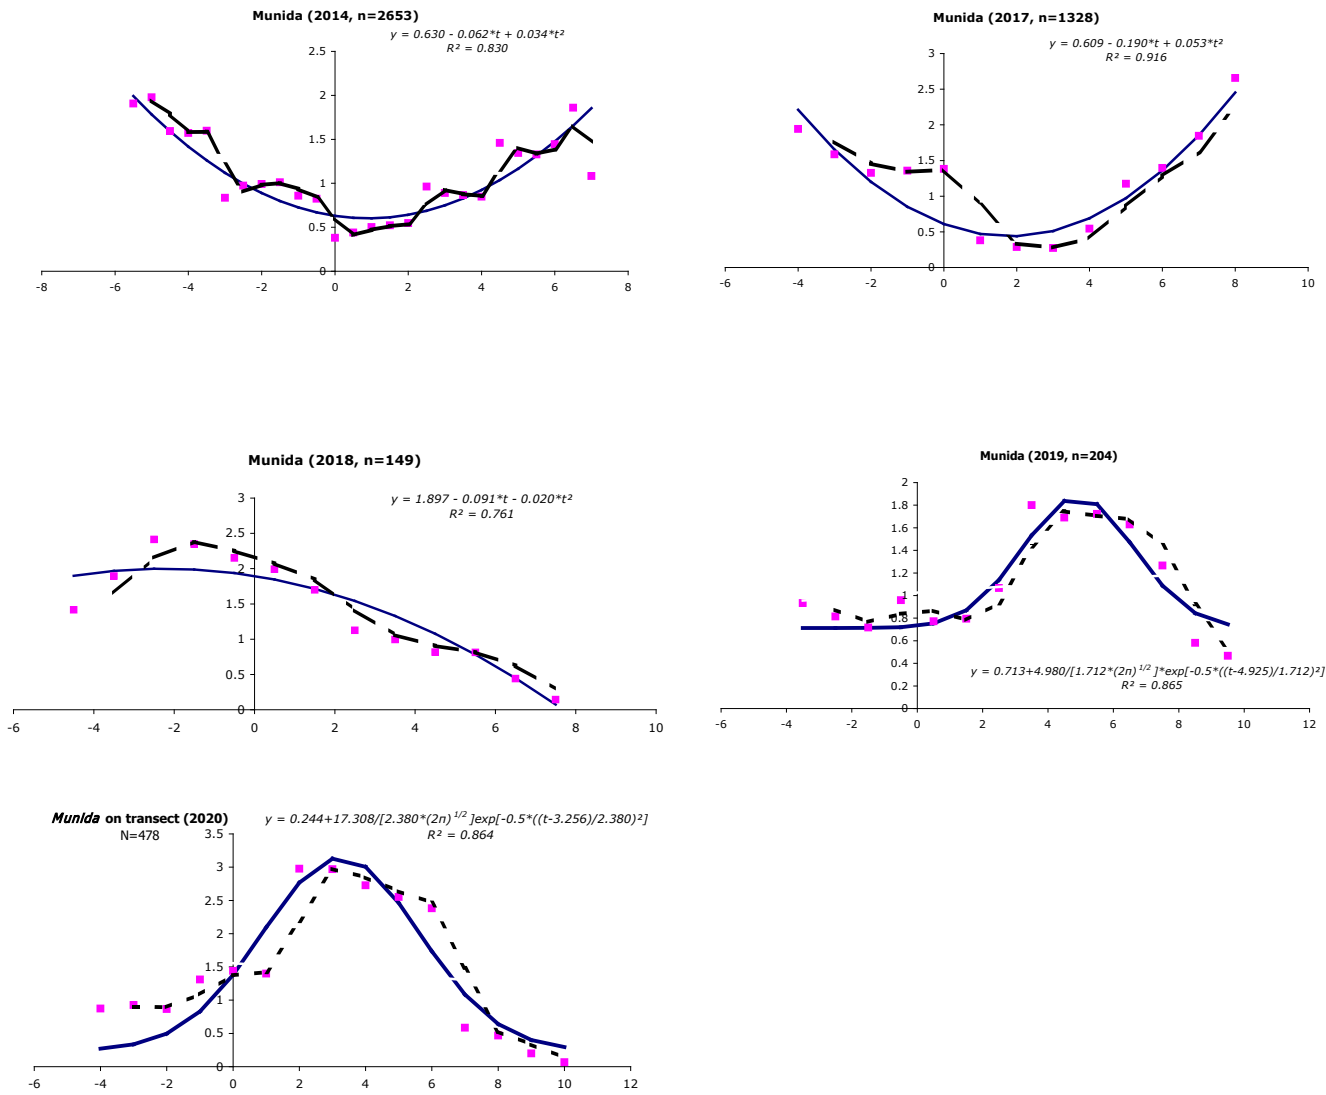 Munida (2014, n=2653)
y = 0.630 - 0.062*t + 0.034*t²
R² = 0.830
2.5
2
1.5
1
0.5
0
-8 -6 -4 -2 0 2 4 6 8
Munida (2017, n=1328)
y = 0.609 - 0.190*t + 0.053*t²
R² = 0.916
3
2.5
2
1.5
1
0.5
0
-6 -4 -2 0 2 4 6 8 10
Munida (2018, n=149)
y = 1.897 - 0.091*t - 0.020*t²
R² = 0.761
3
2.5
2
1.5
1
0.5
0
-6 -4 -2 0 2 4 6 8 10
Munida (2019, n=204)
2
1.8
1.6
1.4
1.2
1
0.8
0.6
0.4
0.2
0
y = 0.713+4.980/[1.712*(2π)^1/2 ]*exp[-0.5*((t-4.925)/1.712)²]
R² = 0.865
-6 -4 -2 0 2 4 6 8 10 12
Munida on transect (2020)
N=478
y = 0.244+17.308/[2.380*(2π)^1/2 ]exp[-0.5*((t-3.256)/2.380)²]
R² = 0.864
3.5
3
2.5
2
1.5
1
0.5
0
-6 -4 -2 0 2 4 6 8 10 12